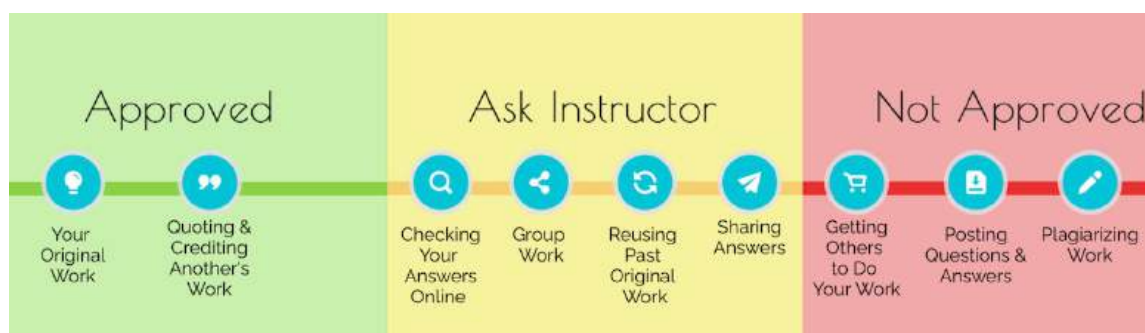 Approved
Your
Original
Work
Quoting &
Crediting
Another's
Work
Ask Instructor
Checking
Your
Answers
Online
Group
Work
Reusing
Past
Original
Work
Sharing
Answers
Not Approved
Getting
Others
to Do
Your Work
Posting
Questions &
Answers
Plagiarizing
Work